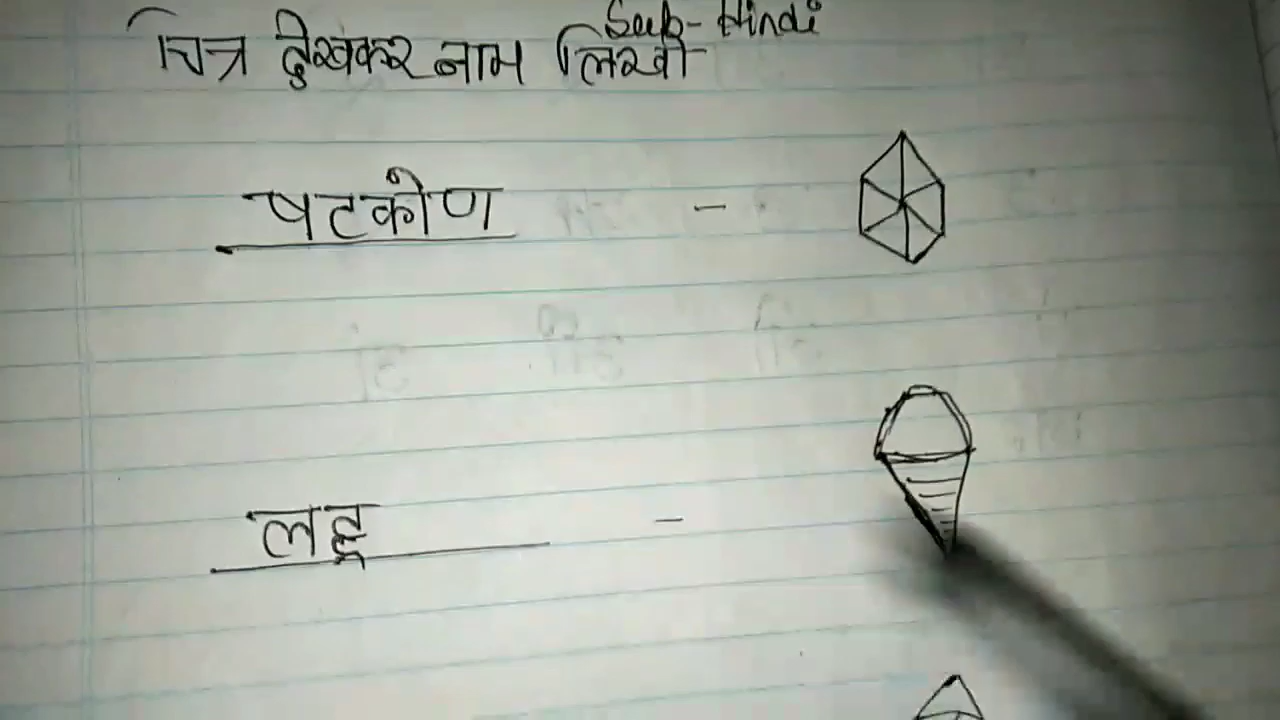 Sub- Hindi
चित्र देखकर नाम लिखो
षटकोण -
लट्टू -